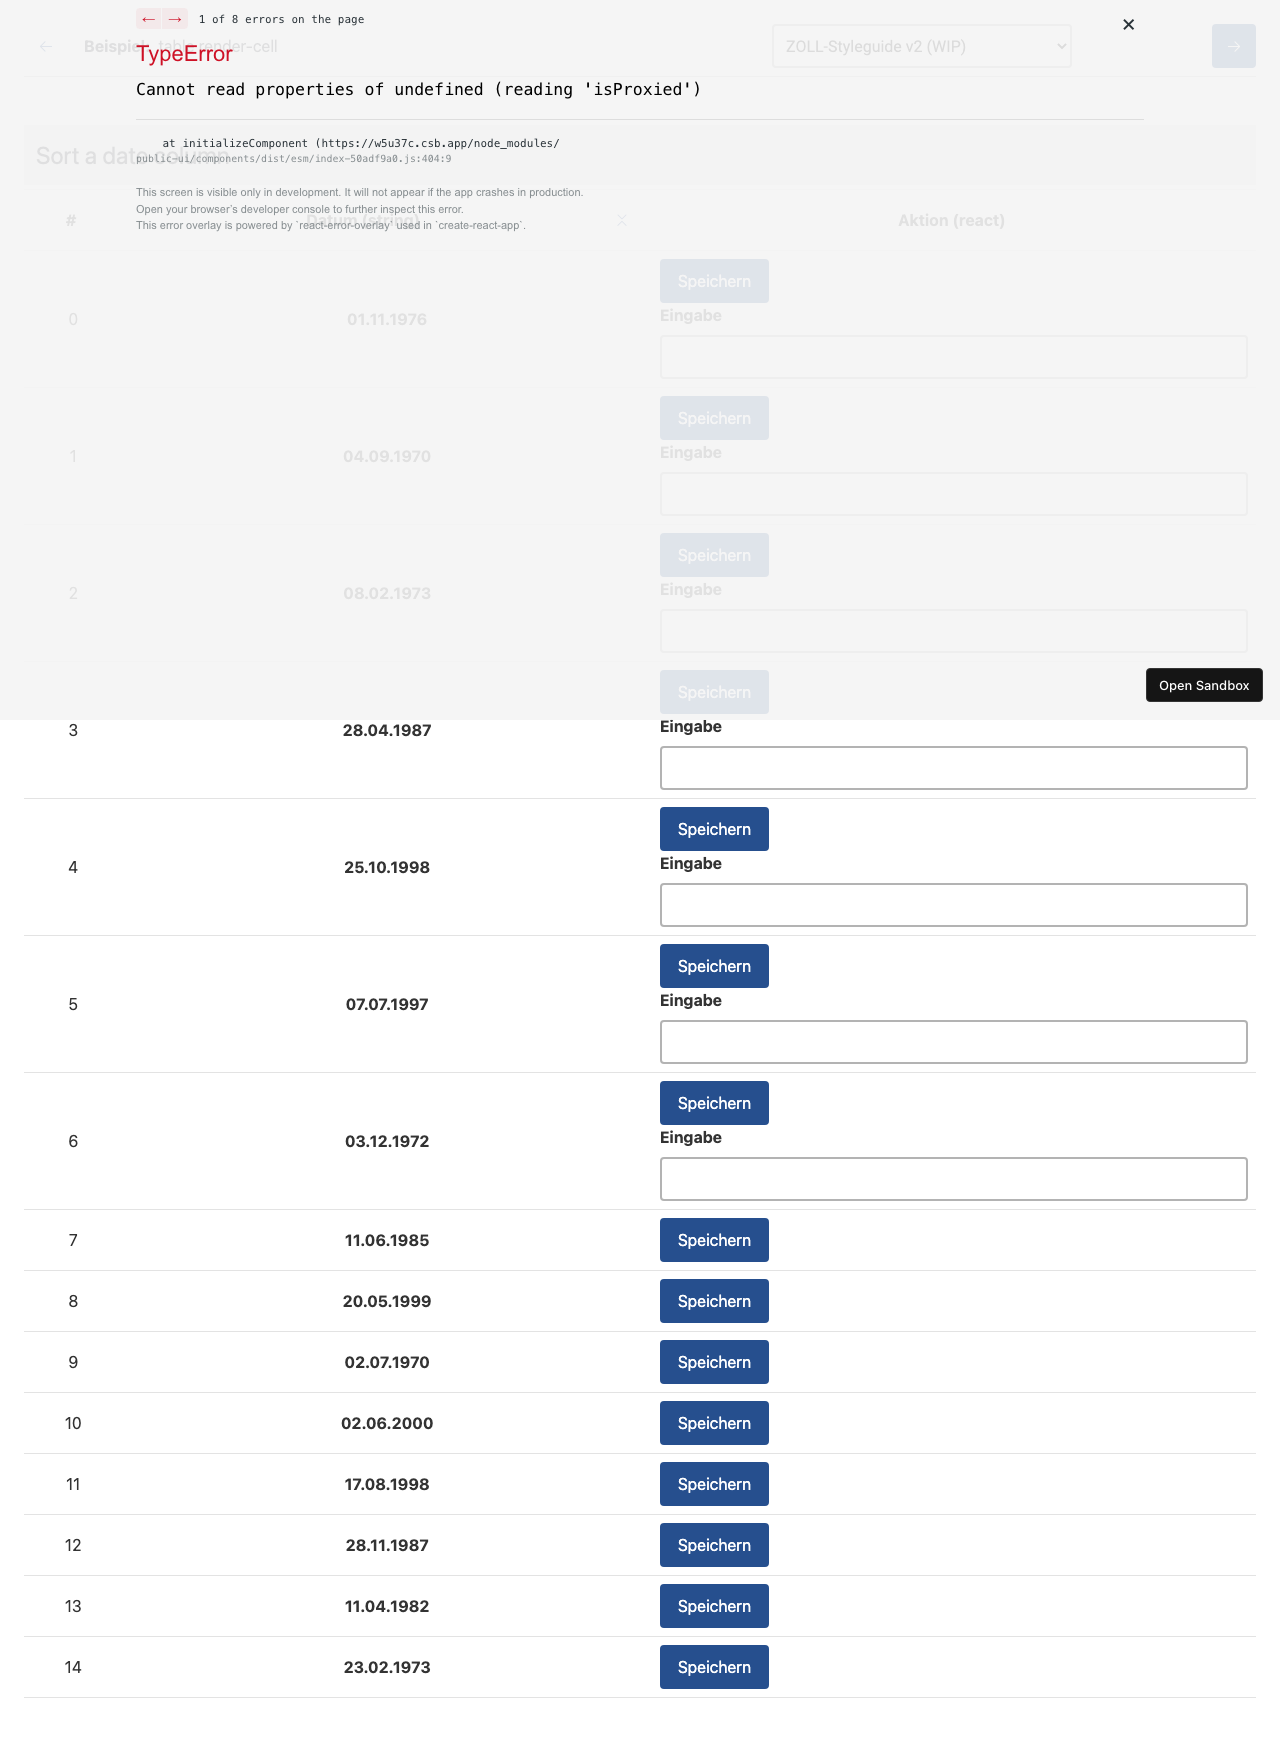 ← → 1 of 8 errors on the page
← Beispiel table render-cell
ZOLL-Styleguide v2 (WIP)
→
TypeError
Cannot read properties of undefined (reading 'isProxied')
at initializeComponent (https://w5u37c.csb.app/node_modules/
public-ui/components/dist/esm/index-50adf9a0.js:404:9
Sort a date column
This screen is visible only in development. It will not appear if the app crashes in production.
Open your browser’s developer console to further inspect this error.
This error overlay is powered by `react-error-overlay` used in `create-react-app`.
# Datum (string) Aktion (react)
Speichern
0 01.11.1976 Eingabe
Speichern
1 04.09.1970 Eingabe
Speichern
2 08.02.1973 Eingabe
Speichern
Open Sandbox
3 28.04.1987 Eingabe
Speichern
4 25.10.1998 Eingabe
Speichern
5 07.07.1997 Eingabe
Speichern
6 03.12.1972 Eingabe
7 11.06.1985 Speichern
8 20.05.1999 Speichern
9 02.07.1970 Speichern
10 02.06.2000 Speichern
11 17.08.1998 Speichern
12 28.11.1987 Speichern
13 11.04.1982 Speichern
14 23.02.1973 Speichern